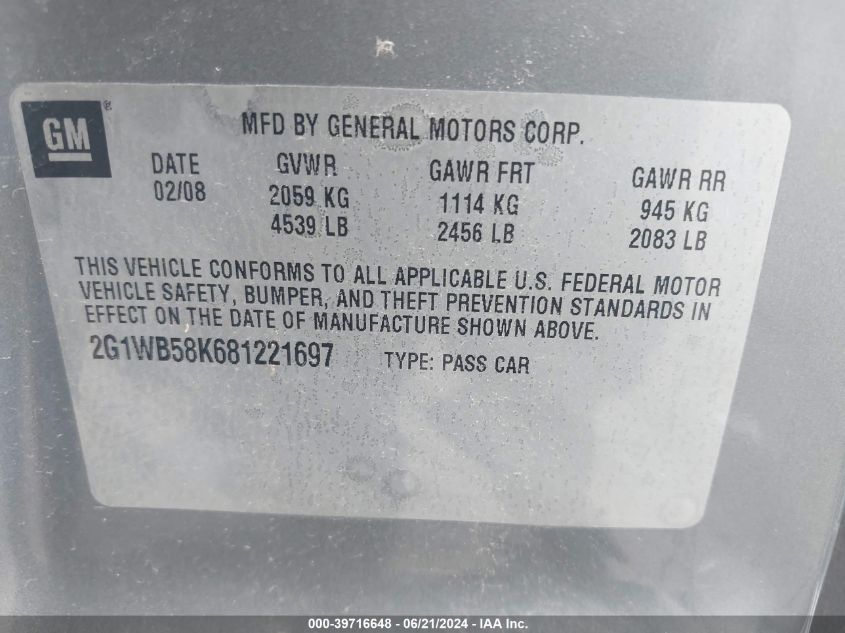 GM ®
MFD BY GENERAL MOTORS CORP.
DATE GVWR GAWR FRT GAWR RR
02/08 2059 KG 1114 KG 945 KG
4539 LB 2456 LB 2083 LB
THIS VEHICLE CONFORMS TO ALL APPLICABLE U.S. FEDERAL MOTOR
VEHICLE SAFETY, BUMPER, AND THEFT PREVENTION STANDARDS IN
EFFECT ON THE DATE OF MANUFACTURE SHOWN ABOVE.
2G1WB58K681221697 TYPE: PASS CAR
000-39716648 - 06/21/2024 - IAA Inc.